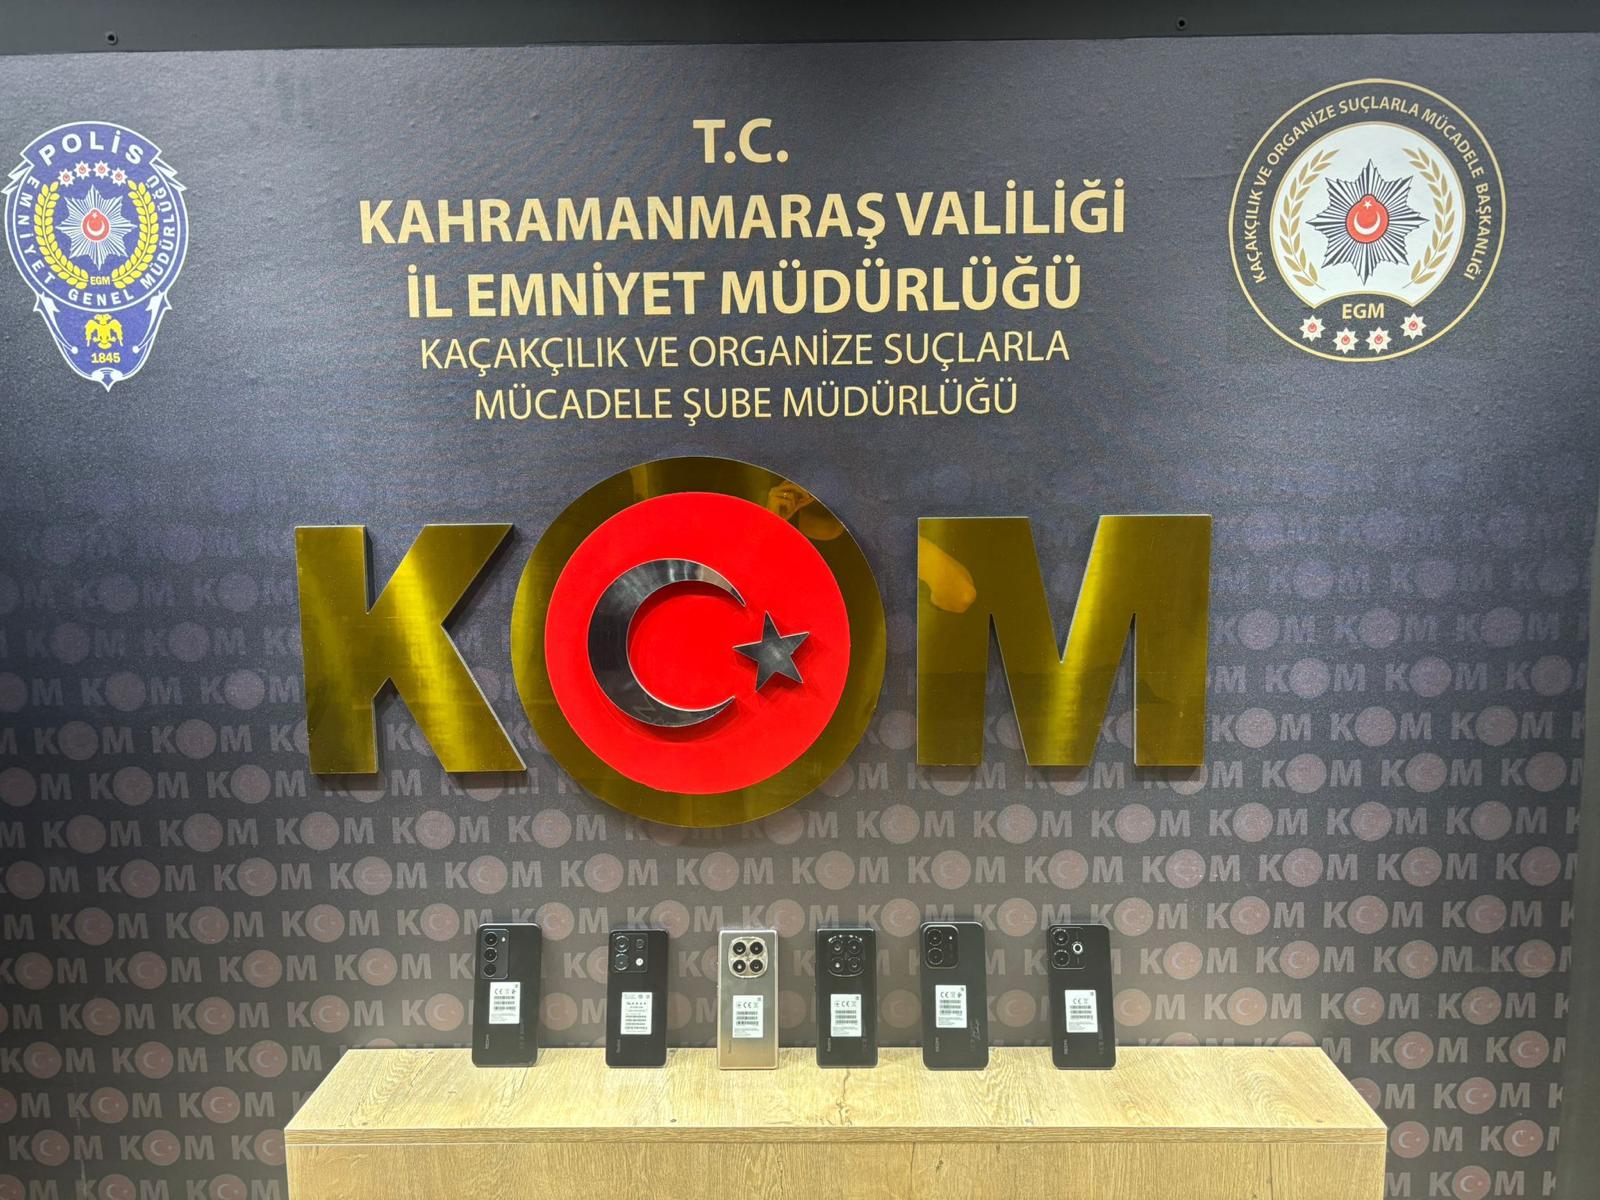 T.C.
KAHRAMANMARAŞ VALİLİĞİ
İL EMNİYET MÜDÜRLÜĞÜ
KAÇAKÇILIK VE ORGANİZE SUÇLARLA
MÜCADELE ŞUBE MÜDÜRLÜĞÜ
POLİS
EMNİYET GENEL MÜDÜRLÜĞÜ
EGM
1845
KAÇAKÇILIK VE ORGANİZE SUÇLARLA MÜCADELE BAŞKANLIĞI
EGM
KOM